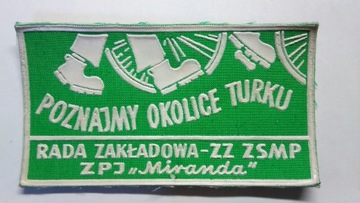 POZNAJMY OKOLICE TURKU
RADA ZAKŁADOWA-ZZ ZSMP
ZPJ „Miranda"